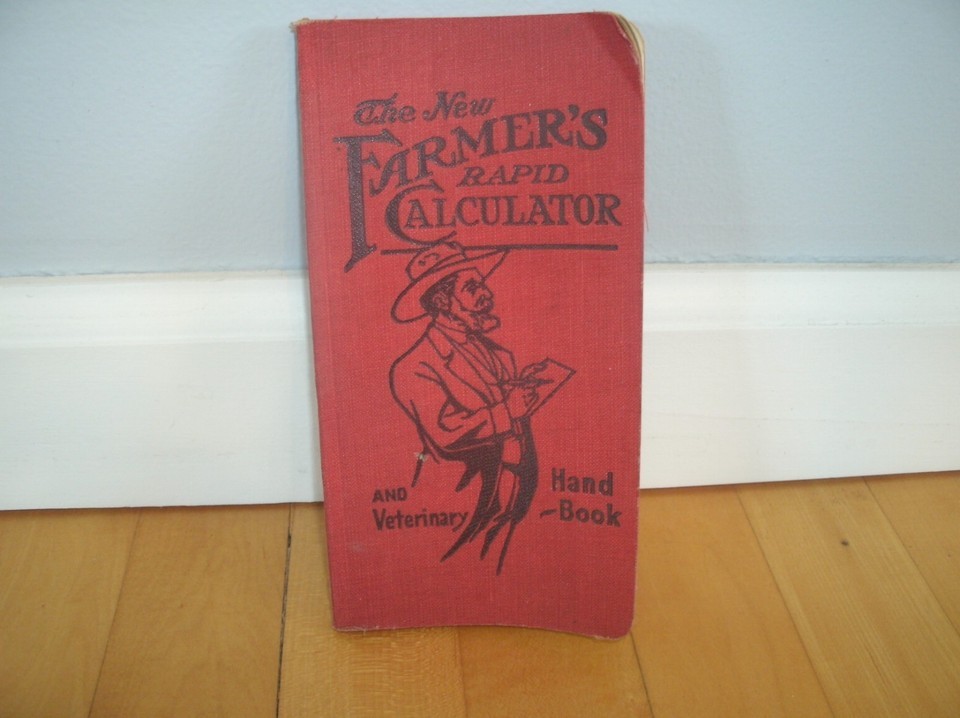 The New
FARMER'S
RAPID
CALCULATOR
AND
Veterinary
Hand
-Book